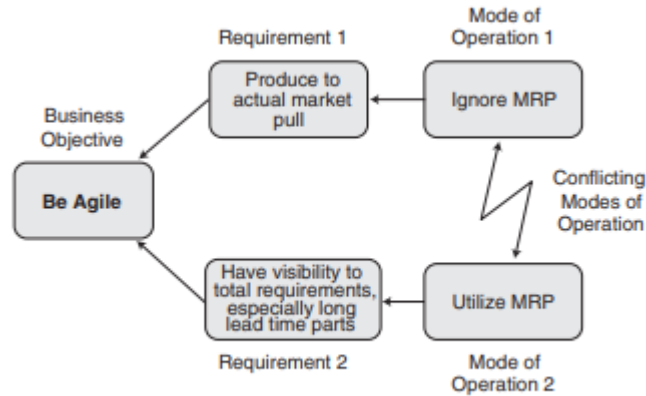 Mode of
Operation 1
Requirement 1
Produce to
actual market
pull
Ignore MRP
Business
Objective
Be Agile
Conflicting
Modes of
Operation
Have visibility to
total requirements,
especially long
lead time parts
Utilize MRP
Requirement 2
Mode of
Operation 2